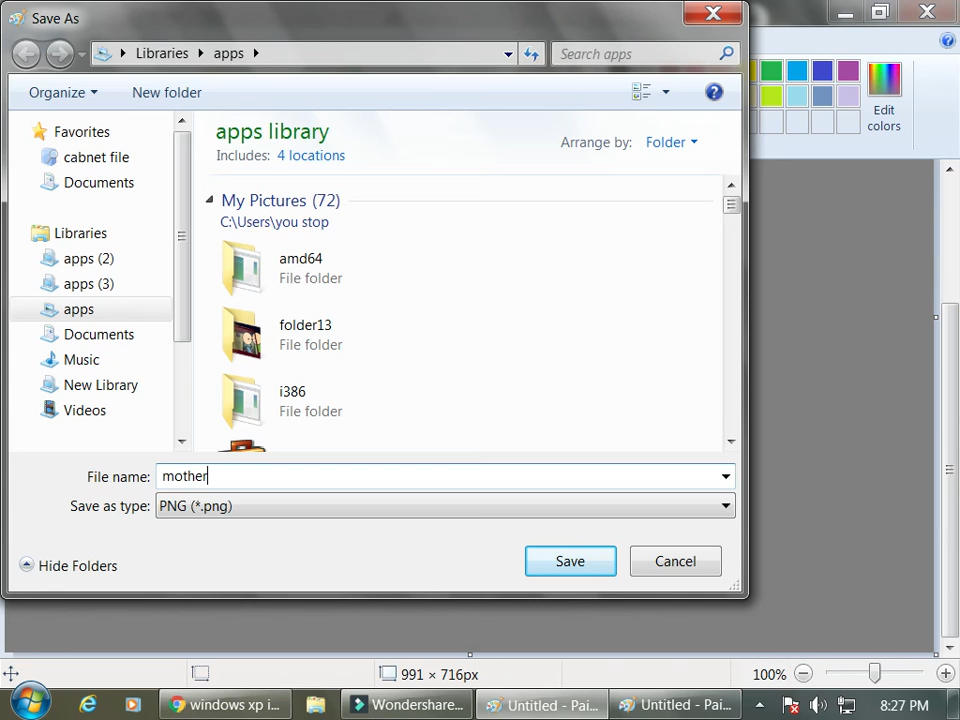 Save As
Libraries
apps
Search apps
Organize
New folder
Favorites
cabnet file
Documents
Libraries
apps (2)
apps (3)
apps
Documents
Music
New Library
Videos
apps library
Includes: 4 locations
Arrange by: Folder
My Pictures (72)
C:\Users\you stop
amd64
File folder
folder13
File folder
i386
File folder
File name: mother
Save as type: PNG (*.png)
Hide Folders
Save
Cancel
Edit
colors
991 × 716px
100%
windows xp i...
Wondershare...
Untitled - Pai...
Untitled - Pai...
8:27 PM